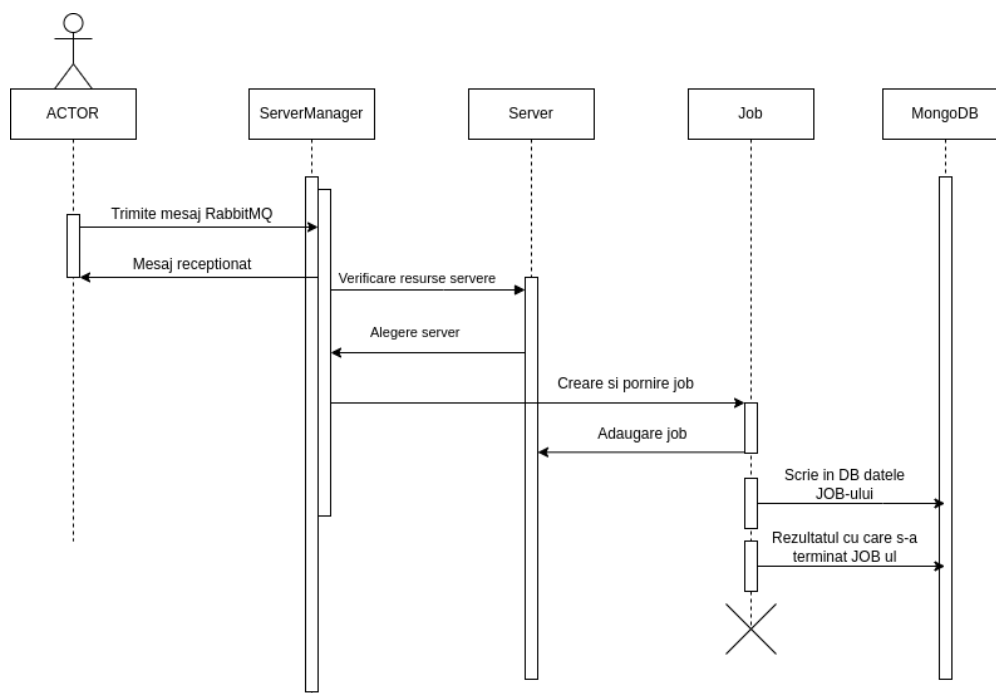 ACTOR
ServerManager
Server
Job
MongoDB
Trimite mesaj RabbitMQ
Mesaj receptionat
Verificare resurse servere
Alegere server
Creare si pornire job
Adaugare job
Scrie in DB datele
JOB-ului
Rezultatul cu care s-a
terminat JOB ul